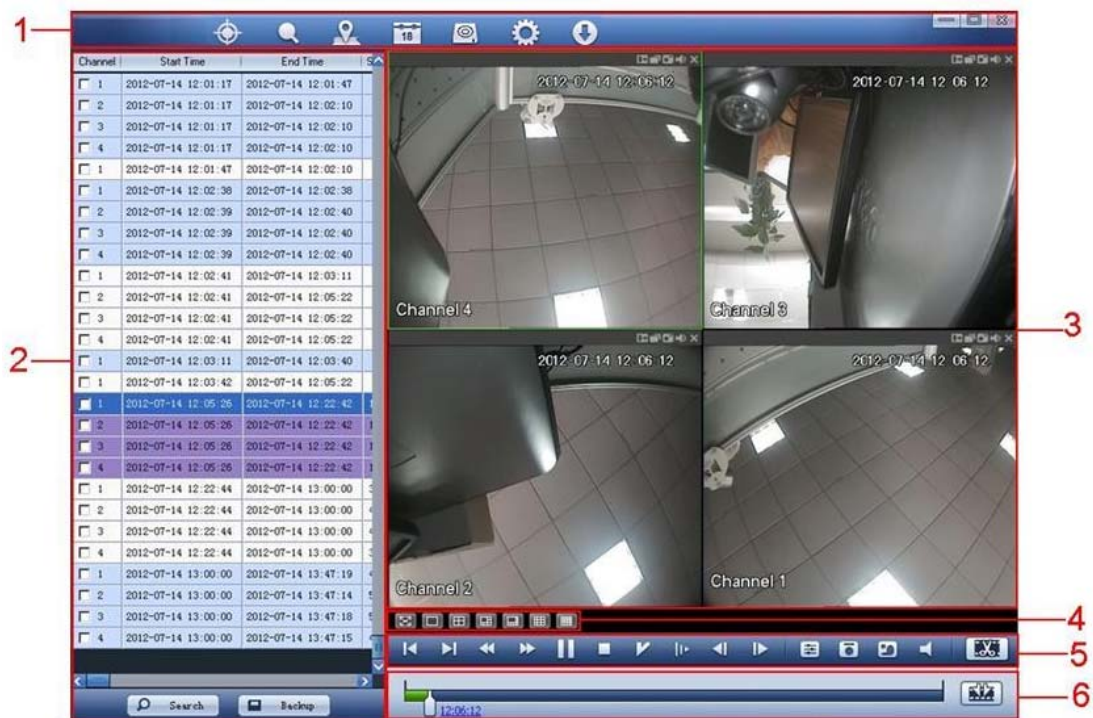 1
18
Channel Start Time End Time S
1 2012-07-14 12:01:17 2012-07-14 12:01:47
2 2012-07-14 12:01:17 2012-07-14 12:02:10
3 2012-07-14 12:01:17 2012-07-14 12:02:10
4 2012-07-14 12:01:17 2012-07-14 12:02:10
1 2012-07-14 12:01:47 2012-07-14 12:02:10
1 2012-07-14 12:02:38 2012-07-14 12:02:38
2 2012-07-14 12:02:39 2012-07-14 12:02:40
3 2012-07-14 12:02:39 2012-07-14 12:02:40
4 2012-07-14 12:02:39 2012-07-14 12:02:40
1 2012-07-14 12:02:41 2012-07-14 12:03:11
2 2012-07-14 12:02:41 2012-07-14 12:05:22
3 2012-07-14 12:02:41 2012-07-14 12:05:22
4 2012-07-14 12:02:41 2012-07-14 12:05:22
1 2012-07-14 12:03:11 2012-07-14 12:03:40
1 2012-07-14 12:03:42 2012-07-14 12:05:22
1 2012-07-14 12:05:26 2012-07-14 12:22:42 1
2 2012-07-14 12:05:26 2012-07-14 12:22:42 1
3 2012-07-14 12:05:26 2012-07-14 12:22:42 1
4 2012-07-14 12:05:26 2012-07-14 12:22:42 1
1 2012-07-14 12:22:44 2012-07-14 13:00:00 3
2 2012-07-14 12:22:44 2012-07-14 13:00:00 4
3 2012-07-14 12:22:44 2012-07-14 13:00:00 4
4 2012-07-14 12:22:44 2012-07-14 13:00:00 3
1 2012-07-14 13:00:00 2012-07-14 13:47:19 4
2 2012-07-14 13:00:00 2012-07-14 13:47:14 5
3 2012-07-14 13:00:00 2012-07-14 13:47:18
4 2012-07-14 13:00:00 2012-07-14 13:47:15
2
Search Backup
2012-07-14 12:06:12
Channel 4
2012-07-14 12 06 12
Channel 3
2012-07-14 12 06 12
Channel 2
2012-07-14 12 06 12
Channel 1
3
4
5
12:06:12
6